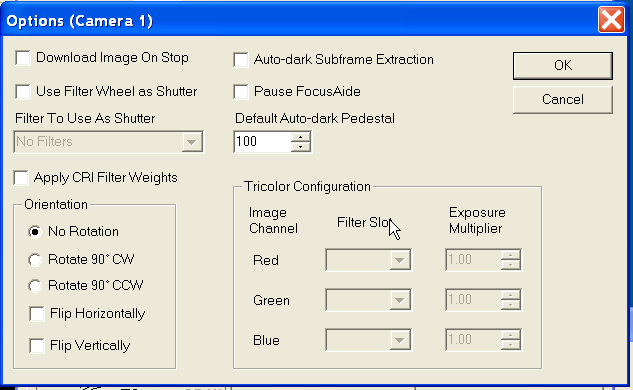 Options (Camera 1)
Download Image On Stop
Auto-dark Subframe Extraction
OK
Use Filter Wheel as Shutter
Pause FocusAide
Cancel
Filter To Use As Shutter
Default Auto-dark Pedestal
No Filters
100
Apply CRI Filter Weights
Tricolor Configuration
Orientation
Image
Channel
Filter Slot
Exposure
Multiplier
No Rotation
Rotate 90° CW
Rotate 90° CCW
Flip Horizontally
Flip Vertically
Red
1.00
Green
1.00
Blue
1.00